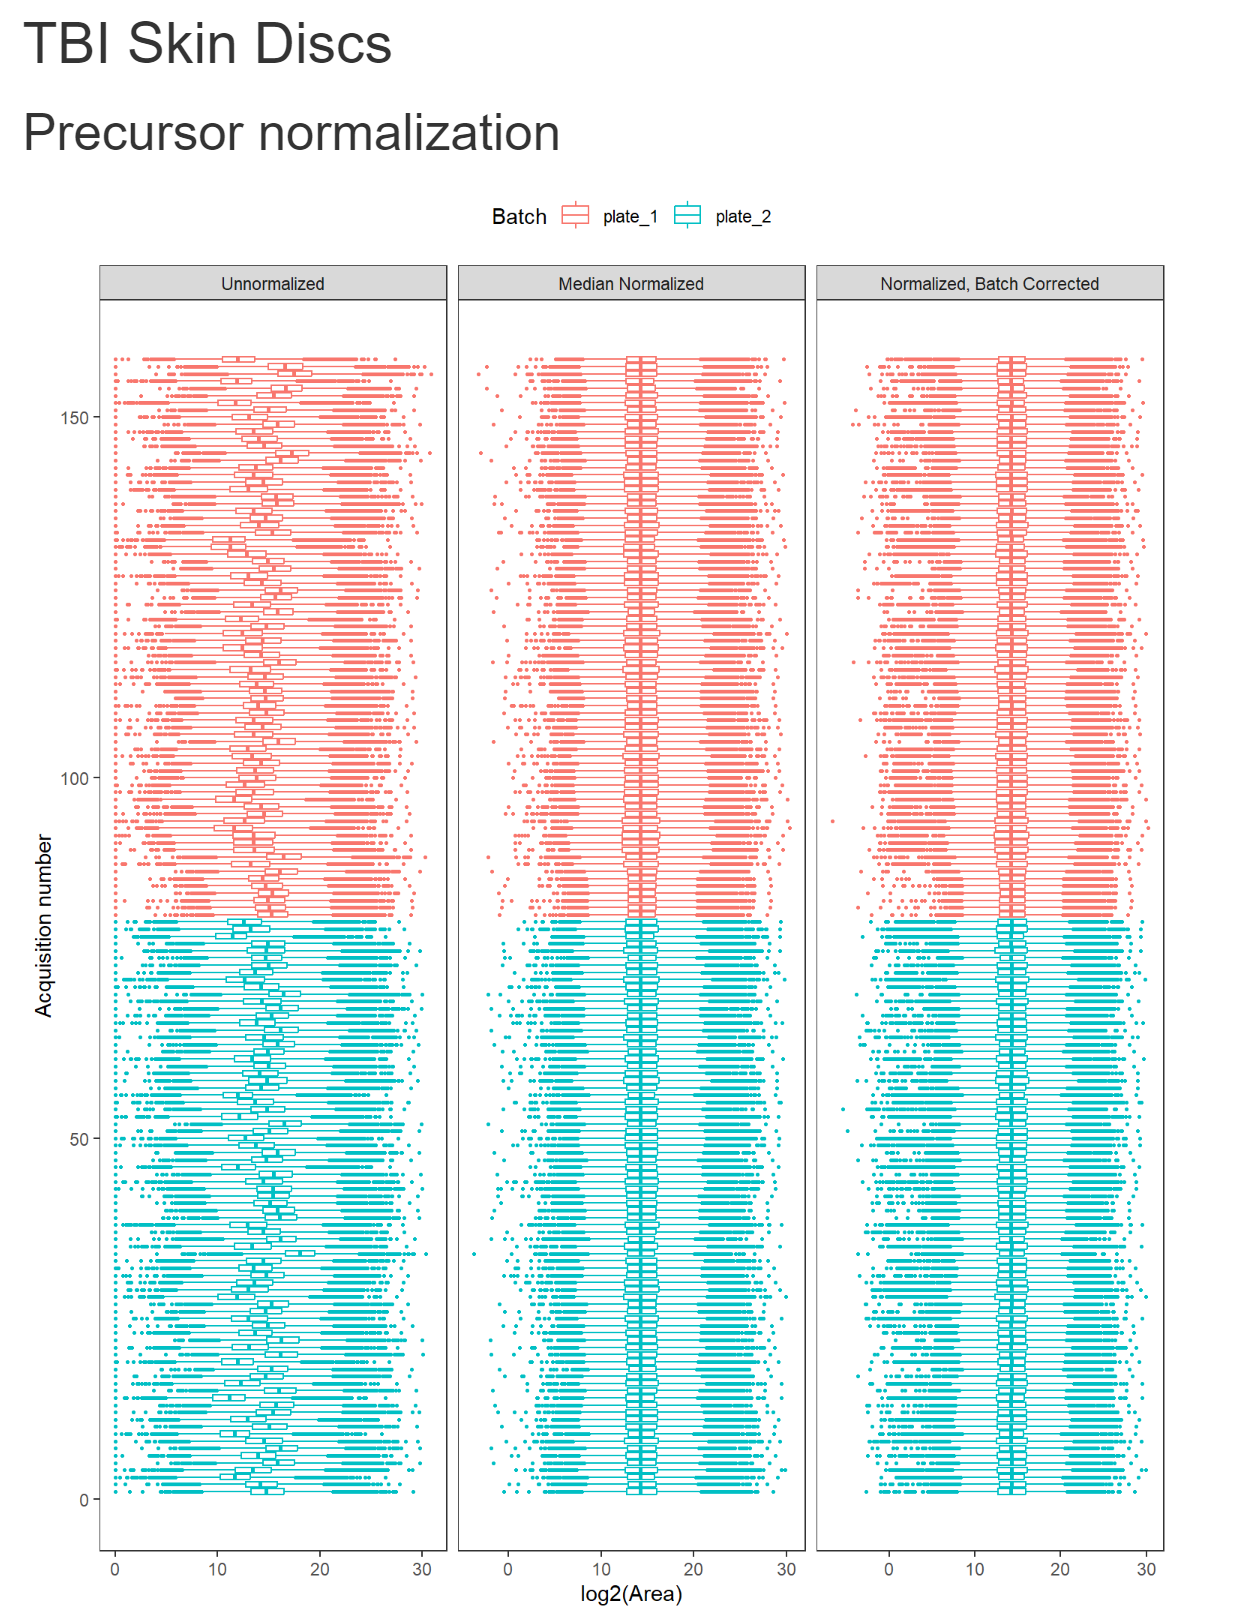 TBI Skin Discs
Precursor normalization
Batch plate_1 plate_2
Unnormalized Median Normalized Normalized, Batch Corrected
Acquisition number
150
100
50
0
0 10 20 30 0 10 20 30 0 10 20 30
log2(Area)